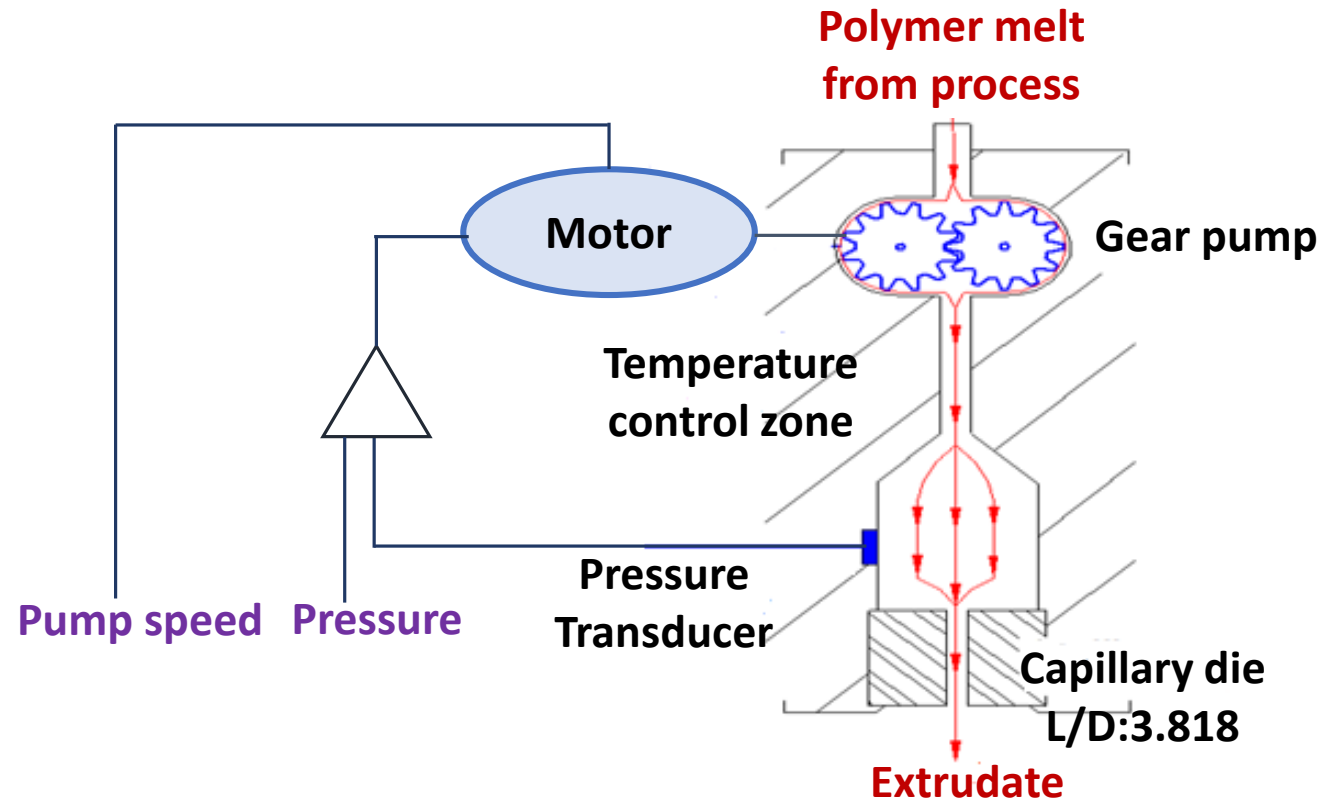 Polymer melt
from process
Motor
Gear pump
Temperature
control zone
Pressure
Transducer
Pump speed
Pressure
Capillary die
L/D:3.818
Extrudate